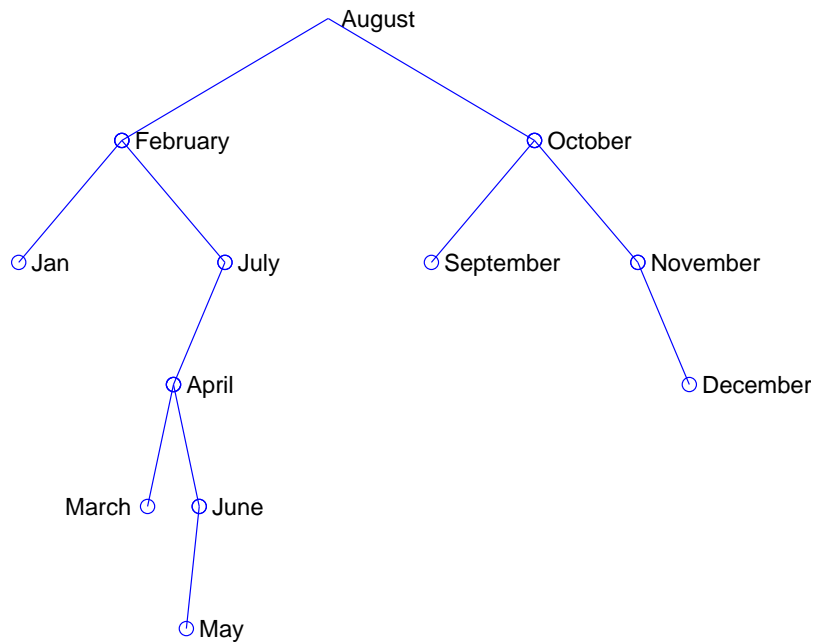 August
February
October
Jan
July
September
November
April
December
March
June
May